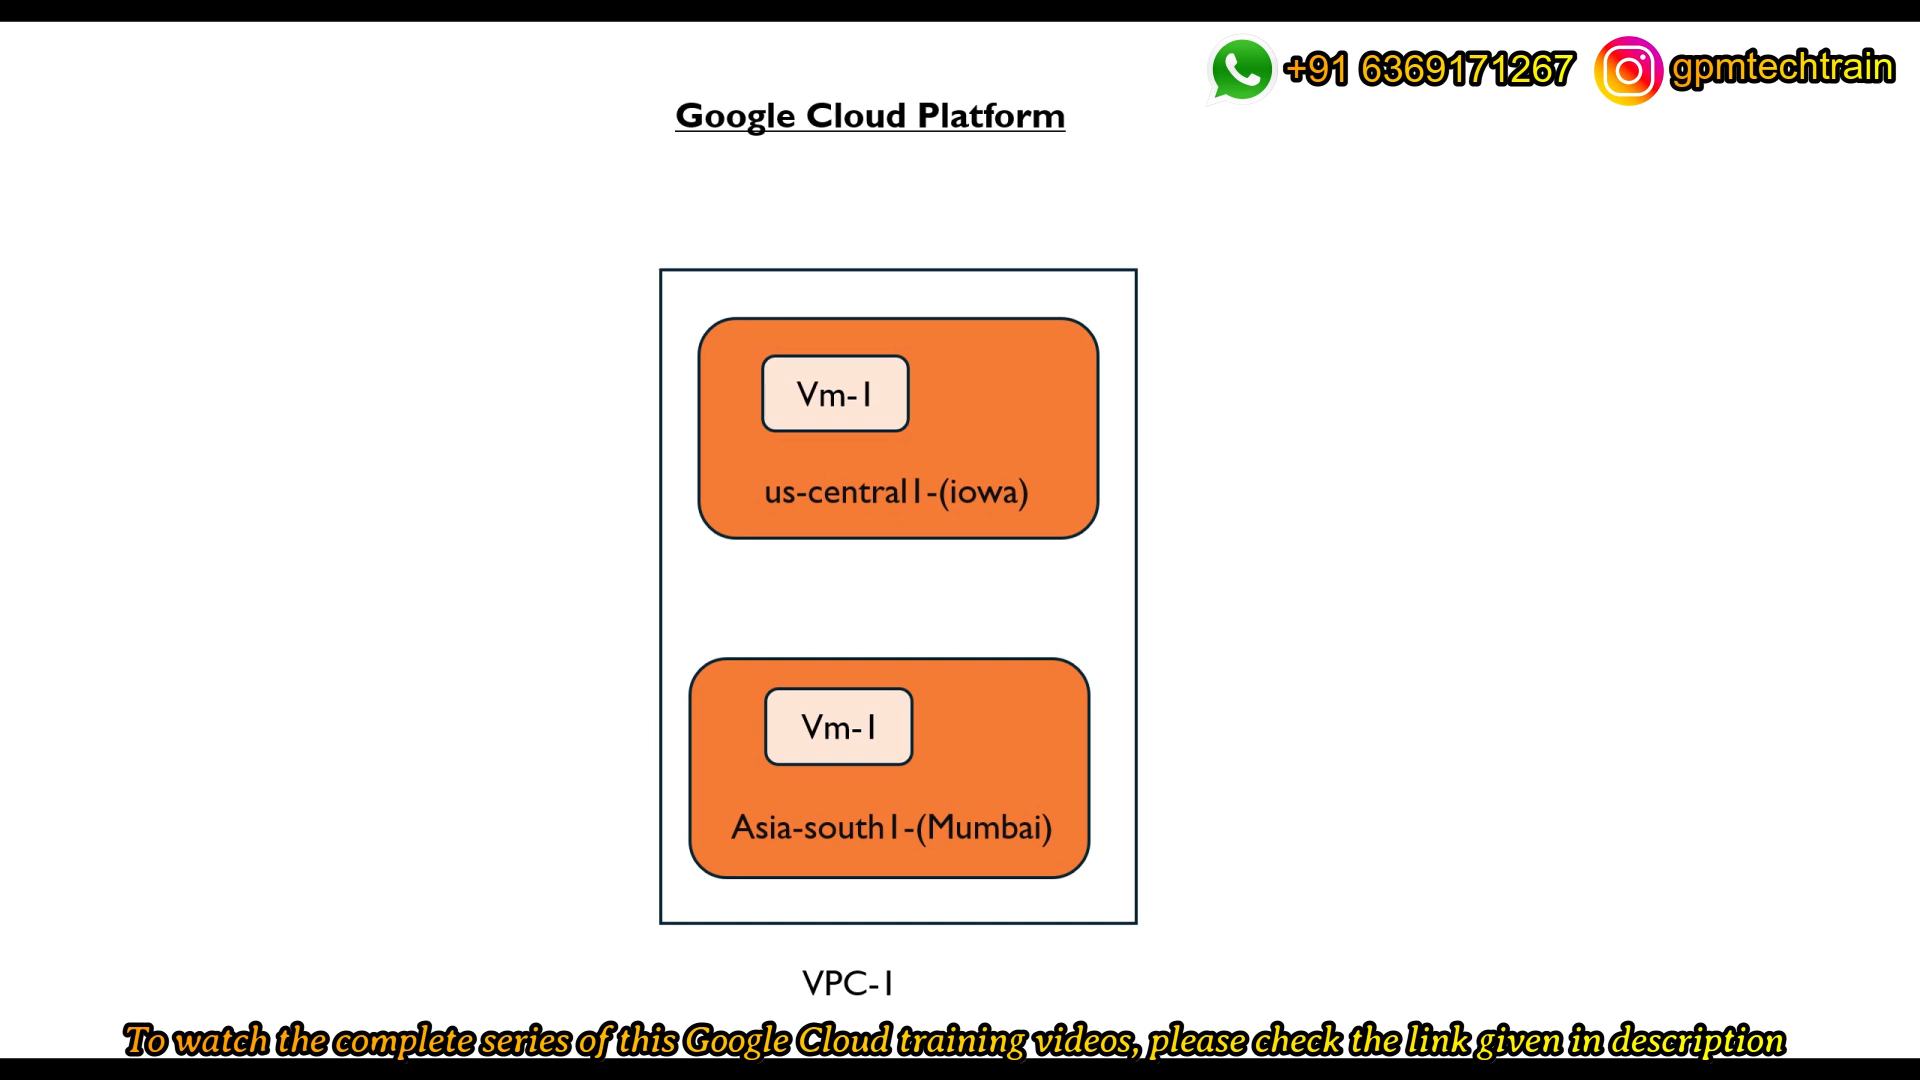 +91 6369171267 gpmtechtrain
Google Cloud Platform
Vm-1
us-central1-(iowa)
Vm-1
Asia-south1-(Mumbai)
VPC-1
To watch the complete series of this Google Cloud training videos, please check the link given in description